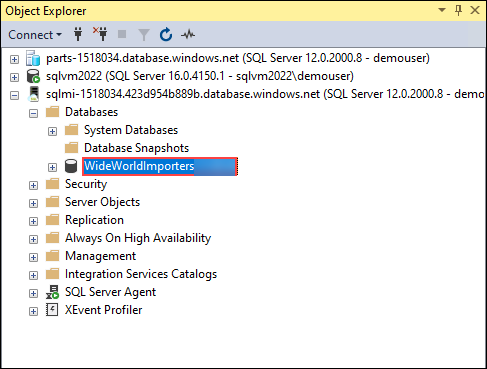 Object Explorer
Connect
parts-1518034.database.windows.net (SQL Server 12.0.2000.8 - demouser)
sqlvm2022 (SQL Server 16.0.4150.1 - sqlvm2022\demouser)
sqlmi-1518034.423d954b889b.database.windows.net (SQL Server 12.0.2000.8 - demo
Databases
System Databases
Database Snapshots
WideWorldImporters
Security
Server Objects
Replication
Always On High Availability
Management
Integration Services Catalogs
SQL Server Agent
XEvent Profiler